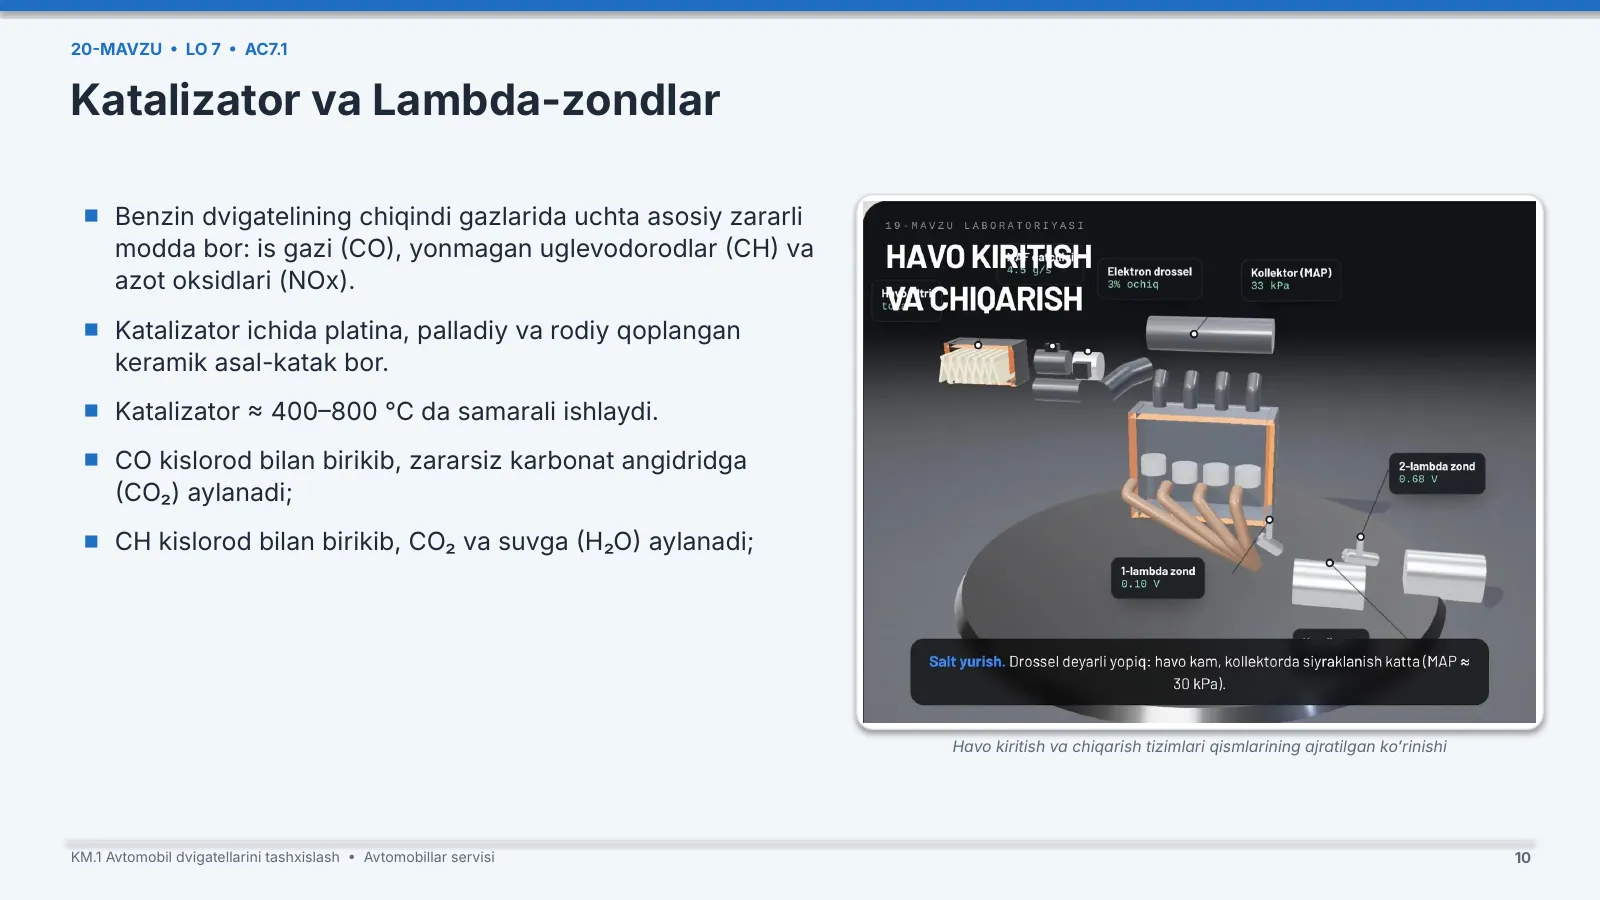 20-MAVZU • LO 7 • AC7.1
Katalizator va Lambda-zondlar
Benzin dvigatelining chiqindi gazlarida uchta asosiy zararli
modda bor: is gazi (CO), yonmagan uglevodorodlar (CH) va
azot oksidlari (NOx).
Katalizator ichida platina, palladiy va rodiy qoplangan
keramik asal-katak bor.
Katalizator ≈ 400–800 °C da samarali ishlaydi.
CO kislorod bilan birikib, zararsiz karbonat angidridga
(CO₂) aylanadi;
CH kislorod bilan birikib, CO₂ va suvga (H₂O) aylanadi;
19-MAVZU LABORATORIYASI
HAVO KIRITISH
VA CHIQARISH
4.5 g/s
Elektron drossel
3% ochiq
Kollektor (MAP)
33 kPa
2-lambda zond
0.68 V
1-lambda zond
0.10 V
Salt yurish. Drossel deyarli yopiq: havo kam, kollektorda siyraklanish katta (MAP ≈
30 kPa).
Havo kiritish va chiqarish tizimlari qismlarining ajratilgan koʻrinishi
KM.1 Avtomobil dvigatellarini tashxislash • Avtomobillar servisi
10